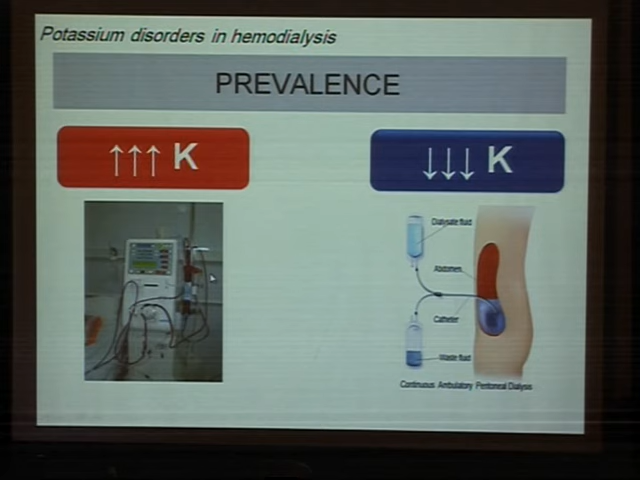 Potassium disorders in hemodialysis
PREVALENCE
↑↑↑ K
↓↓↓ K
Dialysate fluid
Abdomen
Catheter
Waste fluid
Continuous Ambulatory Peritoneal Dialysis